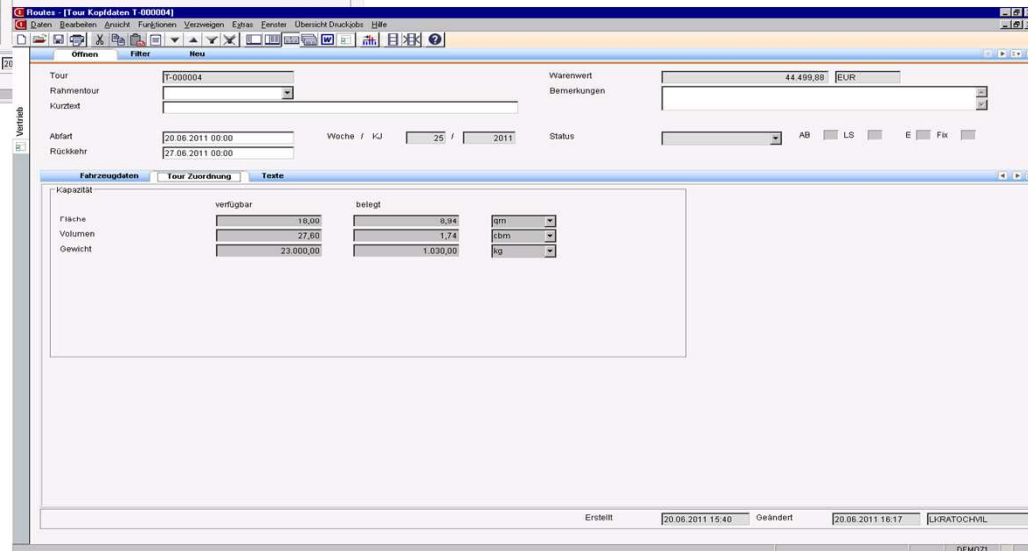 Routes - [Tour Kopfdaten T-000004]
Daten Bearbeiten Ansicht Funktionen Verzweigen Extras Fenster Übersicht Druckjobs Hilfe
Öffnen Filter Neu
20
Vertrieb
Tour T-000004 Warenwert 44.499,88 EUR
Rahmentour Bemerkungen
Kurztext
Abfart 20.06.2011 00:00 Woche / KJ 25 / 2011 Status AB LS E Fix
Rückkehr 27.06.2011 00:00
Fahrzeugdaten Tour Zuordnung Texte
Kapazität
verfügbar belegt
Fläche 18,00 8,94 qm
Volumen 27,60 1,74 cbm
Gewicht 23.000,00 1.030,00 kg
Erstellt 20.06.2011 15:40 Geändert 20.06.2011 16:17 LKRATOCHVIL
DEMO71